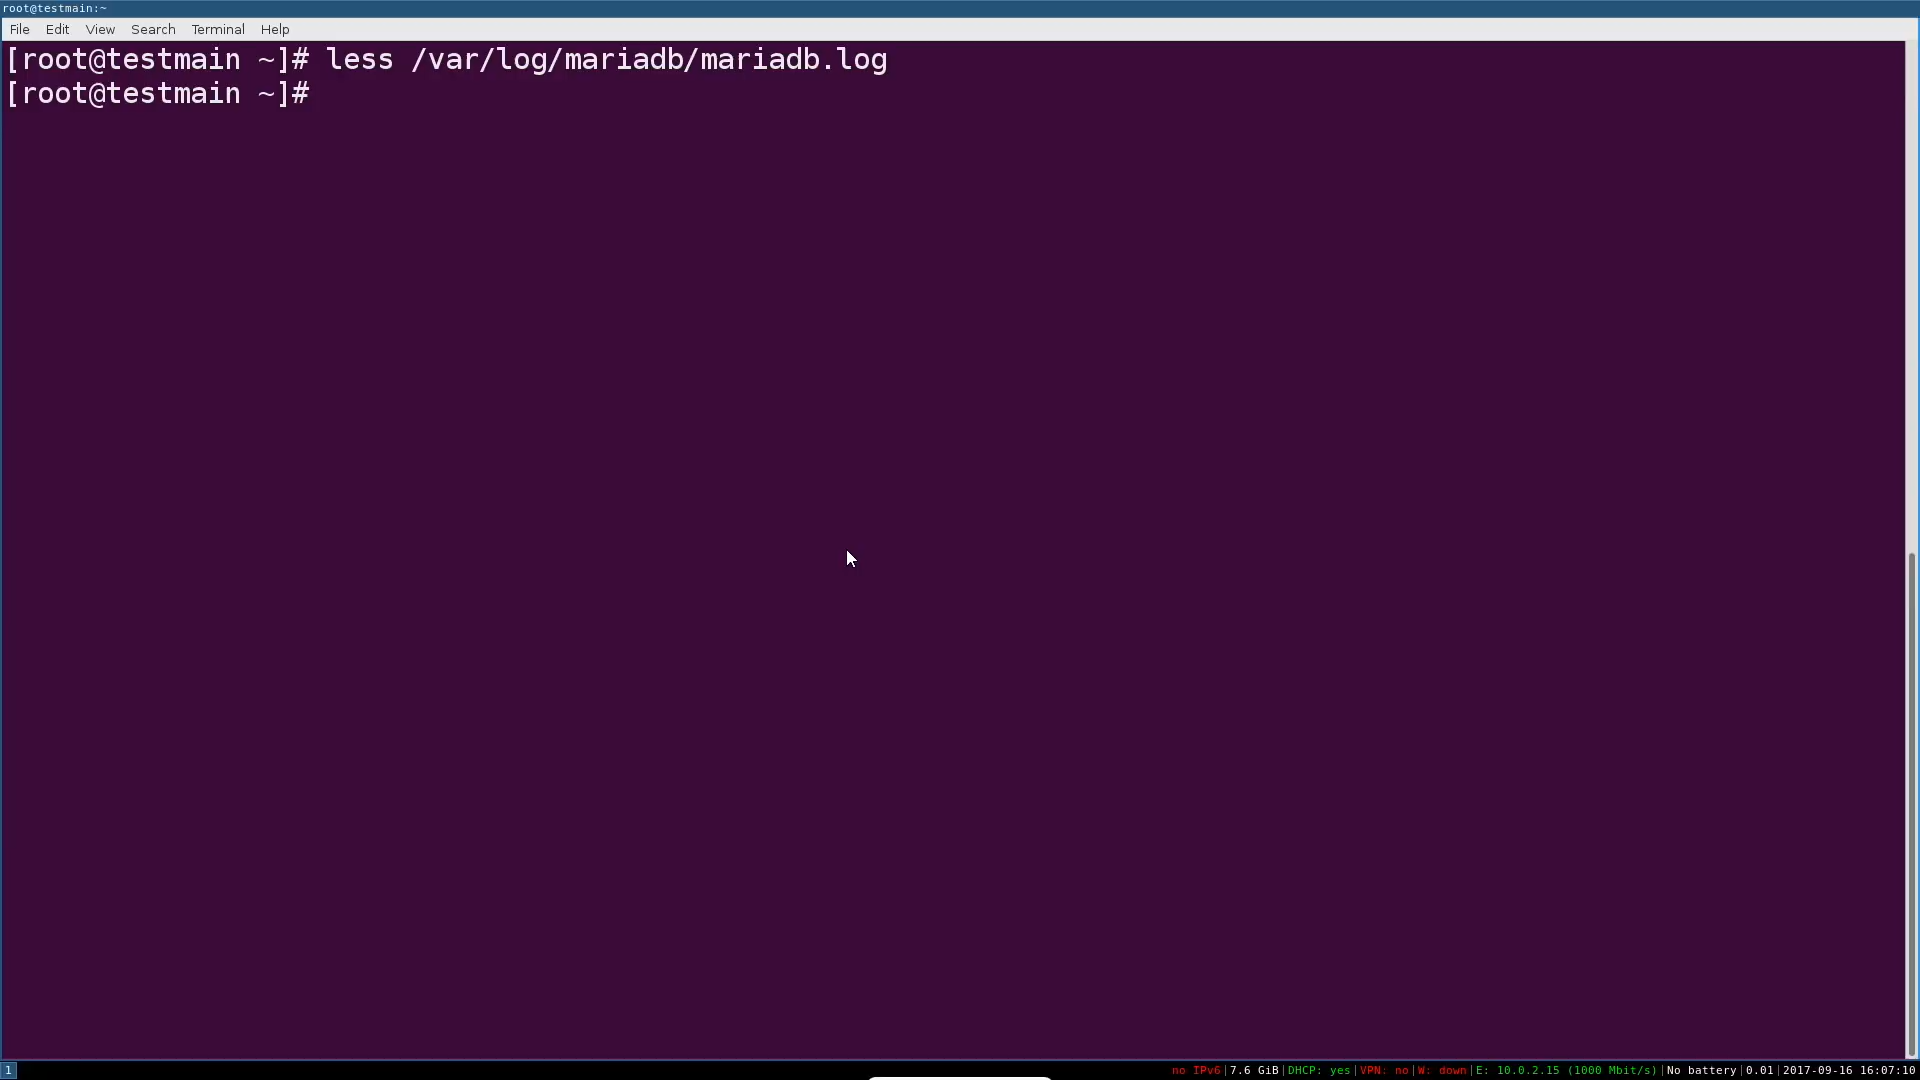 root@testmain:~
File Edit View Search Terminal Help
[root@testmain ~]# less /var/log/mariadb/mariadb.log
[root@testmain ~]#
1 no IPv6|7.6 GiB|DHCP: yes|VPN: no|W: down|E: 10.0.2.15 (1000 Mbit/s)|No battery|0.01|2017-09-16 16:07:10